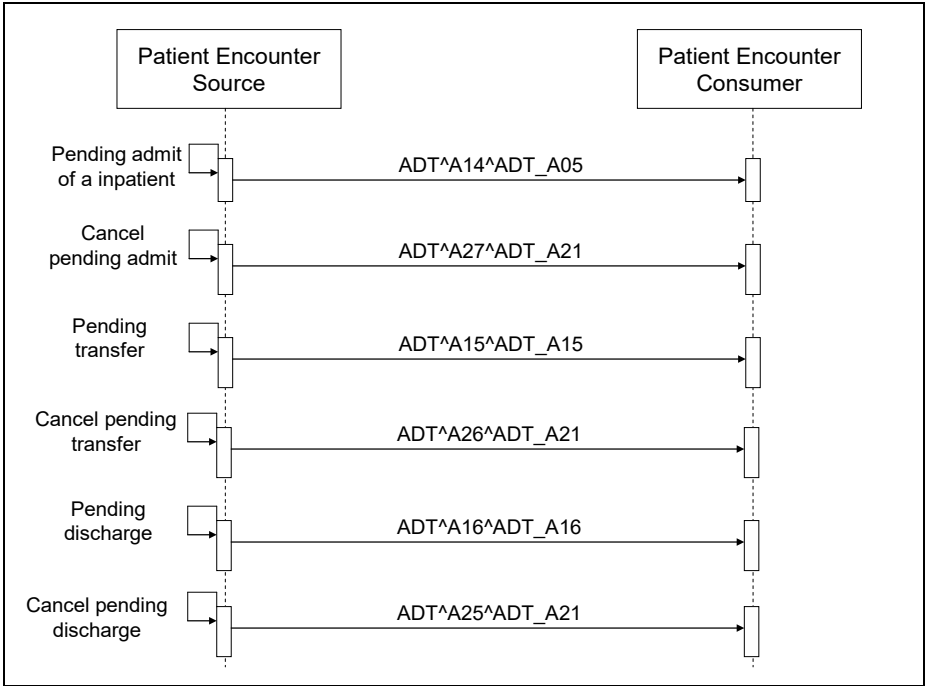 Patient Encounter
Source
Patient Encounter
Consumer
Pending admit
of a inpatient
ADT^A14^ADT_A05
Cancel
pending admit
ADT^A27^ADT_A21
Pending
transfer
ADT^A15^ADT_A15
Cancel pending
transfer
ADT^A26^ADT_A21
Pending
discharge
ADT^A16^ADT_A16
Cancel pending
discharge
ADT^A25^ADT_A21